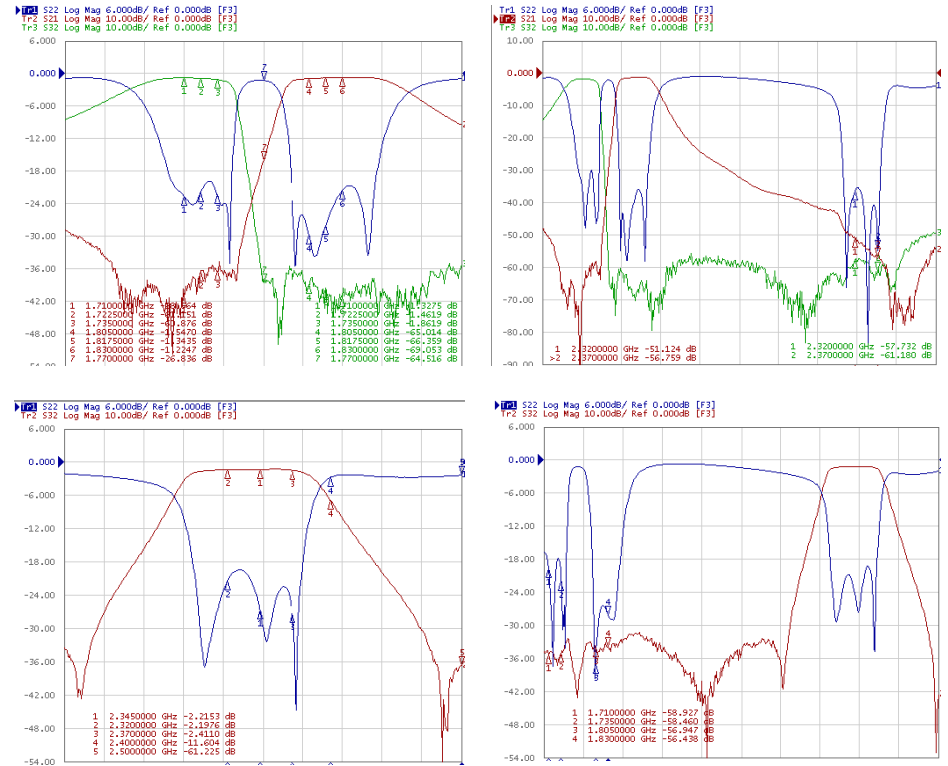 Tr1 S22 Log Mag 6.000dB/ Ref 0.000dB [F3]
Tr2 S21 Log Mag 10.00dB/ Ref 0.000dB [F3]
Tr3 S32 Log Mag 10.00dB/ Ref 0.000dB [F3]
6.000
0.000
-6.000
-12.00
-18.00
-24.00
-30.00
-36.00
-42.00
-48.00
1 1.7100000 GHz dB
2 1.7225000 GHz dB
3 1.7350000 GHz dB
4 1.8050000 GHz dB
5 1.8175000 GHz dB
6 1.8300000 GHz dB
7 1.7700000 GHz -26.836 dB
dB
dB
3 1.7350000 GHz dB
4 1.8050000 GHz -65.014 dB
5 1.8175000 GHz -66.359 dB
6 1.8300000 GHz -69.053 dB
7 1.7700000 GHz -64.516 dB
Tr1 S22 Log Mag 6.000dB/ Ref 0.000dB [F3]
Tr2 S21 Log Mag 10.00dB/ Ref 0.000dB [F3]
Tr3 S32 Log Mag 10.00dB/ Ref 0.000dB [F3]
10.00
0.000
-10.00
-20.00
-30.00
-40.00
-50.00
-60.00
-70.00
-80.00
-90.00
1 2.3200000 GHz -51.124 dB
>2 2.3700000 GHz -56.759 dB
1 2.3200000 GHz -57.732 dB
2 2.3700000 GHz -61.180 dB
Tr1 S22 Log Mag 6.000dB/ Ref 0.000dB [F3]
Tr2 S32 Log Mag 10.00dB/ Ref 0.000dB [F3]
6.000
0.000
-6.000
-12.00
-18.00
-24.00
-30.00
-36.00
-42.00
-48.00
-54.00
1 2.3450000 GHz -2.2153 dB
2 2.3200000 GHz -2.1976 dB
3 2.3700000 GHz -2.4110 dB
4 2.4000000 GHz -11.604 dB
5 2.5000000 GHz -61.225 dB
Tr1 S22 Log Mag 6.000dB/ Ref 0.000dB [F3]
Tr2 S32 Log Mag 10.00dB/ Ref 0.000dB [F3]
6.000
0.000
-6.000
-12.00
-18.00
-24.00
-30.00
-36.00
-42.00
-48.00
-54.00
1 1.7100000 GHz -58.927 dB
2 1.7350000 GHz -58.460 dB
3 1.8050000 GHz -56.947 dB
4 1.8300000 GHz -56.438 dB